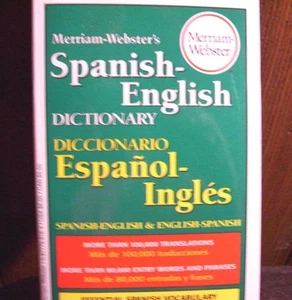 Merriam-Webster's
Merriam-
Webster
Spanish-
English
DICTIONARY
DICCIONARIO
Español-
Inglés
SPANISH-ENGLISH & ENGLISH-SPANISH
MORE THAN 100,000 TRANSLATIONS
Más de 100,000 traducciones
MORE THAN 80,000 ENTRY WORDS AND PHRASES
Más de 80,000 entradas y frases
ESSENTIAL SPANISH VOCABULARY